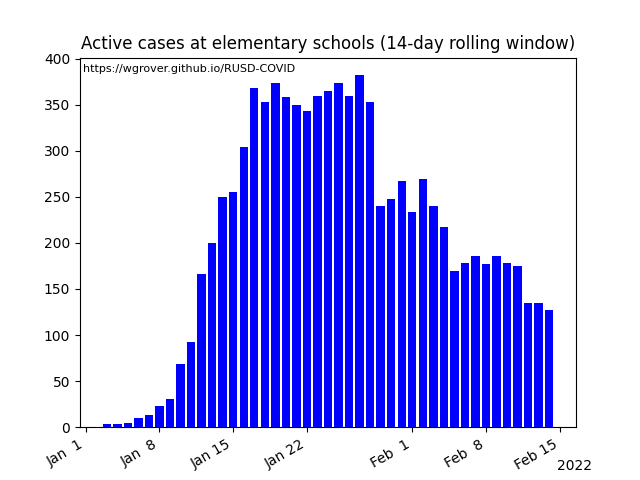 Active cases at elementary schools (14-day rolling window)
https://wgrover.github.io/RUSD-COVID
400
350
300
250
200
150
100
50
0
Jan 1
Jan 8
Jan 15
Jan 22
Feb 1
Feb 8
Feb 15
2022